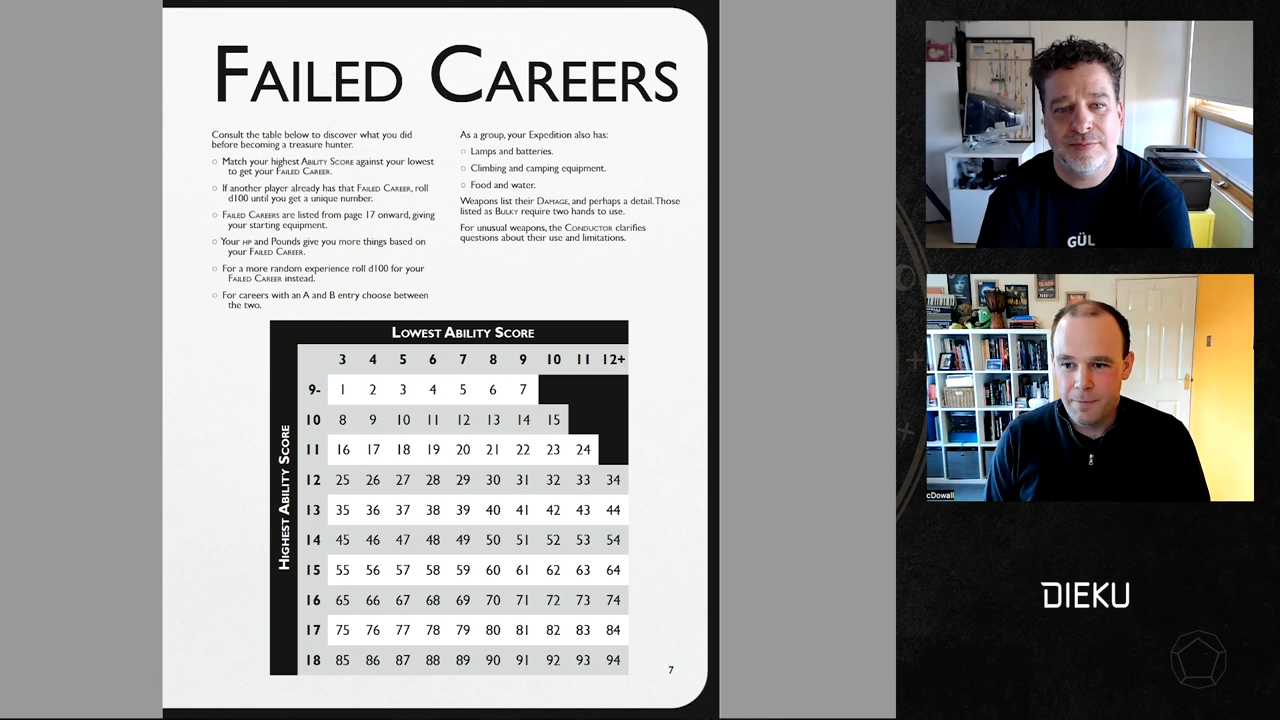 FAILED CAREERS
Consult the table below to discover what you did
before becoming a treasure hunter.
○ Match your highest ABILITY SCORE against your lowest
to get your FAILED CAREER.
○ If another player already has that FAILED CAREER, roll
d100 until you get a unique number.
○ FAILED CAREERS are listed from page 17 onward, giving
your starting equipment.
○ Your HP and Pounds give you more things based on
your FAILED CAREER.
○ For a more random experience roll d100 for your
FAILED CAREER instead.
○ For careers with an A and B entry choose between
the two.
As a group, your Expedition also has:
○ Lamps and batteries.
○ Climbing and camping equipment.
○ Food and water.
Weapons list their DAMAGE, and perhaps a detail. Those
listed as BULKY require two hands to use.
For unusual weapons, the CONDUCTOR clarifies
questions about their use and limitations.
LOWEST ABILITY SCORE
HIGHEST ABILITY SCORE
3 4 5 6 7 8 9 10 11 12+
9- 1 2 3 4 5 6 7
10 8 9 10 11 12 13 14 15
11 16 17 18 19 20 21 22 23 24
12 25 26 27 28 29 30 31 32 33 34
13 35 36 37 38 39 40 41 42 43 44
14 45 46 47 48 49 50 51 52 53 54
15 55 56 57 58 59 60 61 62 63 64
16 65 66 67 68 69 70 71 72 73 74
17 75 76 77 78 79 80 81 82 83 84
18 85 86 87 88 89 90 91 92 93 94
7
GÜL
cDowall
DIEKU